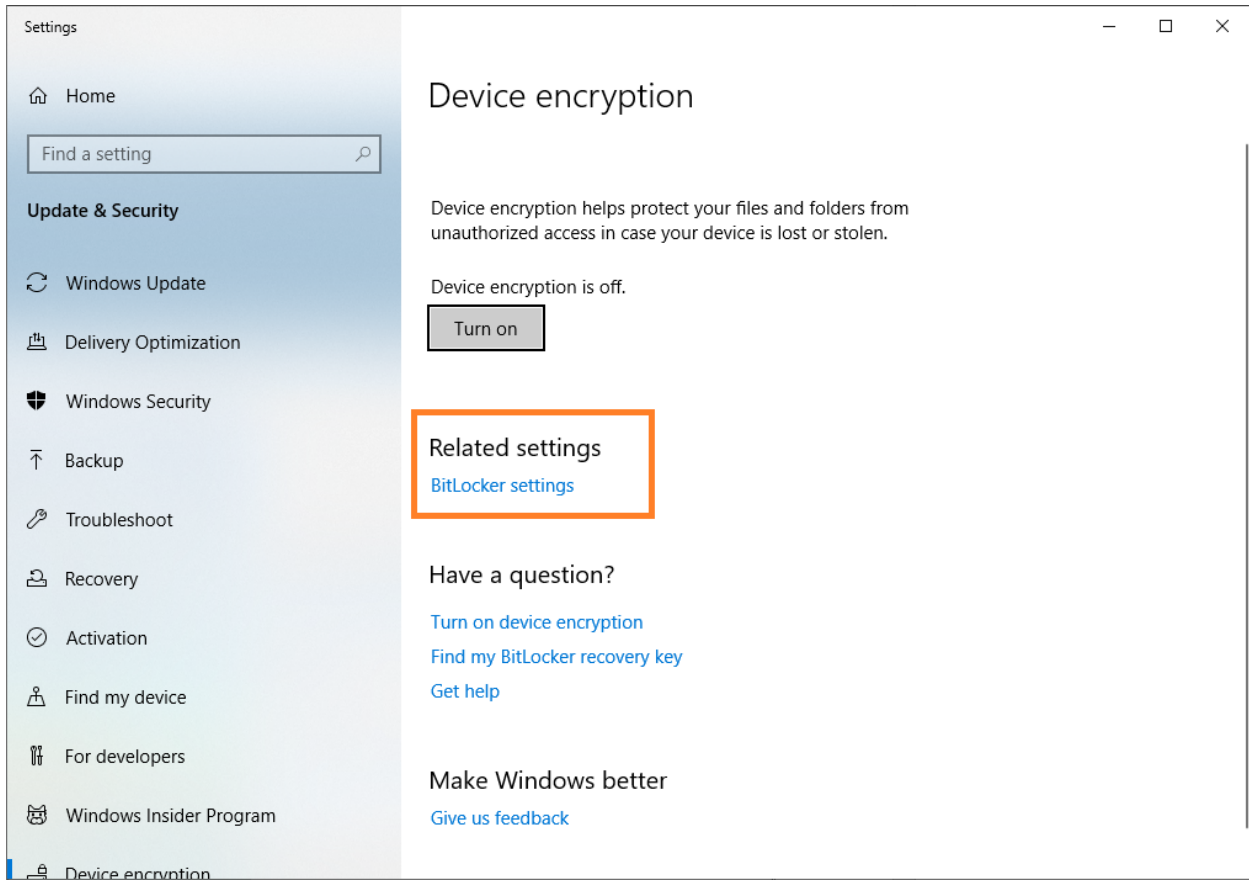 Settings
Home
Find a setting
Update & Security
Windows Update
Delivery Optimization
Windows Security
Backup
Troubleshoot
Recovery
Activation
Find my device
For developers
Windows Insider Program
Device encryption
Device encryption
Device encryption helps protect your files and folders from
unauthorized access in case your device is lost or stolen.
Device encryption is off.
Turn on
Related settings
BitLocker settings
Have a question?
Turn on device encryption
Find my BitLocker recovery key
Get help
Make Windows better
Give us feedback